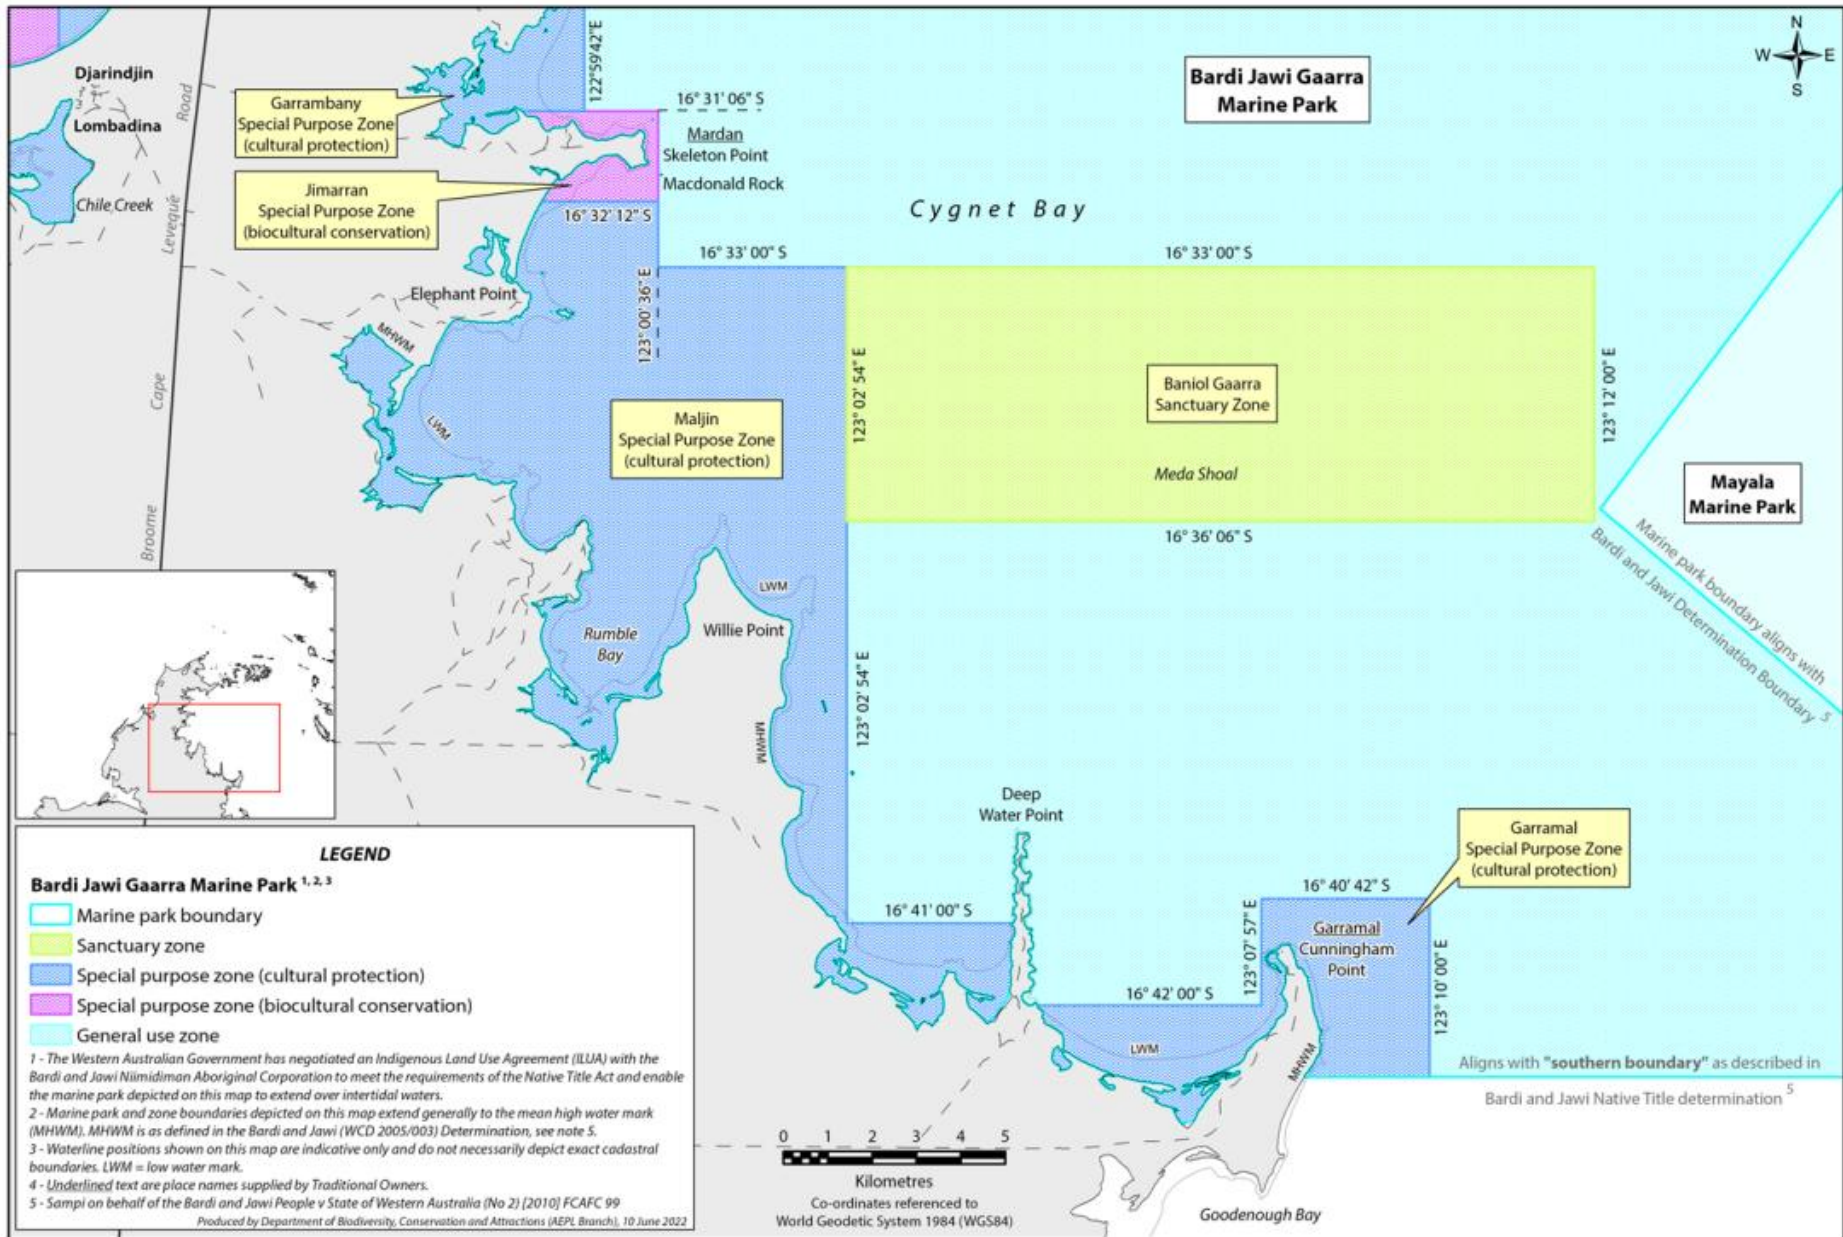 N
W
E
S
Djarindjin
Lombadina
Chile Creek
Broome
Cape
Leveque
Road
Garrambany
Special Purpose Zone
(cultural protection)
Jimarran
Special Purpose Zone
(biocultural conservation)
122°59'42"E
16° 31' 06" S
Mardan
Skeleton Point
Macdonald Rock
16° 32' 12" S
Bardi Jawi Gaarra
Marine Park
Cygnet Bay
16° 33' 00" S
16° 33' 00" S
123° 00' 36" E
Elephant Point
MHWM
LWM
Maljin
Special Purpose Zone
(cultural protection)
123° 02' 54" E
Baniol Gaarra
Sanctuary Zone
Meda Shoal
123° 12' 00" E
16° 36' 06" S
Mayala
Marine Park
Marine park boundary aligns with
Bardi and Jawi Determination Boundary 5
LWM
Willie Point
Rumble
Bay
MHWM
123° 02' 54" E
Deep
Water Point
16° 41' 00" S
16° 42' 00" S
LWM
Garramal
Special Purpose Zone
(cultural protection)
16° 40' 42" S
123° 07' 57" E
Garramal
Cunningham
Point
123° 10' 00" E
MHWM
Aligns with "southern boundary" as described in
Bardi and Jawi Native Title determination 5
Goodenough Bay
LEGEND
Bardi Jawi Gaarra Marine Park 1, 2, 3
Marine park boundary
Sanctuary zone
Special purpose zone (cultural protection)
Special purpose zone (biocultural conservation)
General use zone
1 - The Western Australian Government has negotiated an Indigenous Land Use Agreement (ILUA) with the
Bardi and Jawi Niimidiman Aboriginal Corporation to meet the requirements of the Native Title Act and enable
the marine park depicted on this map to extend over intertidal waters.
2 - Marine park and zone boundaries depicted on this map extend generally to the mean high water mark
(MHWM). MHWM is as defined in the Bardi and Jawi (WCD 2005/003) Determination, see note 5.
3 - Waterline positions shown on this map are indicative only and do not necessarily depict exact cadastral
boundaries. LWM = low water mark.
4 - Underlined text are place names supplied by Traditional Owners.
5 - Sampi on behalf of the Bardi and Jawi People v State of Western Australia (No 2) [2010] FCAFC 99
Produced by Department of Biodiversity, Conservation and Attractions (AEPL Branch), 10 June 2022
0 1 2 3 4 5
Kilometres
Co-ordinates referenced to
World Geodetic System 1984 (WGS84)